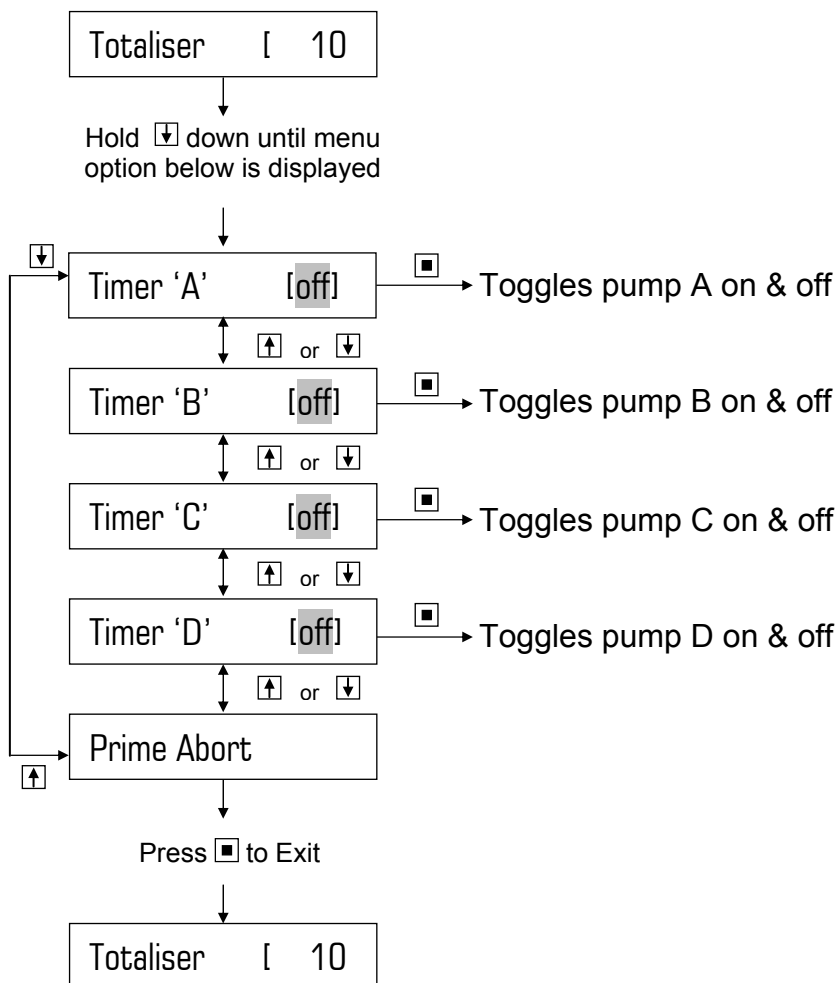 Totaliser [ 10
Hold down until menu
option below is displayed
Timer ‘A’ [off]
Toggles pump A on & off
or
Timer ‘B’ [off]
Toggles pump B on & off
or
Timer ‘C’ [off]
Toggles pump C on & off
or
Timer ‘D’ [off]
Toggles pump D on & off
or
Prime Abort
Press to Exit
Totaliser [ 10